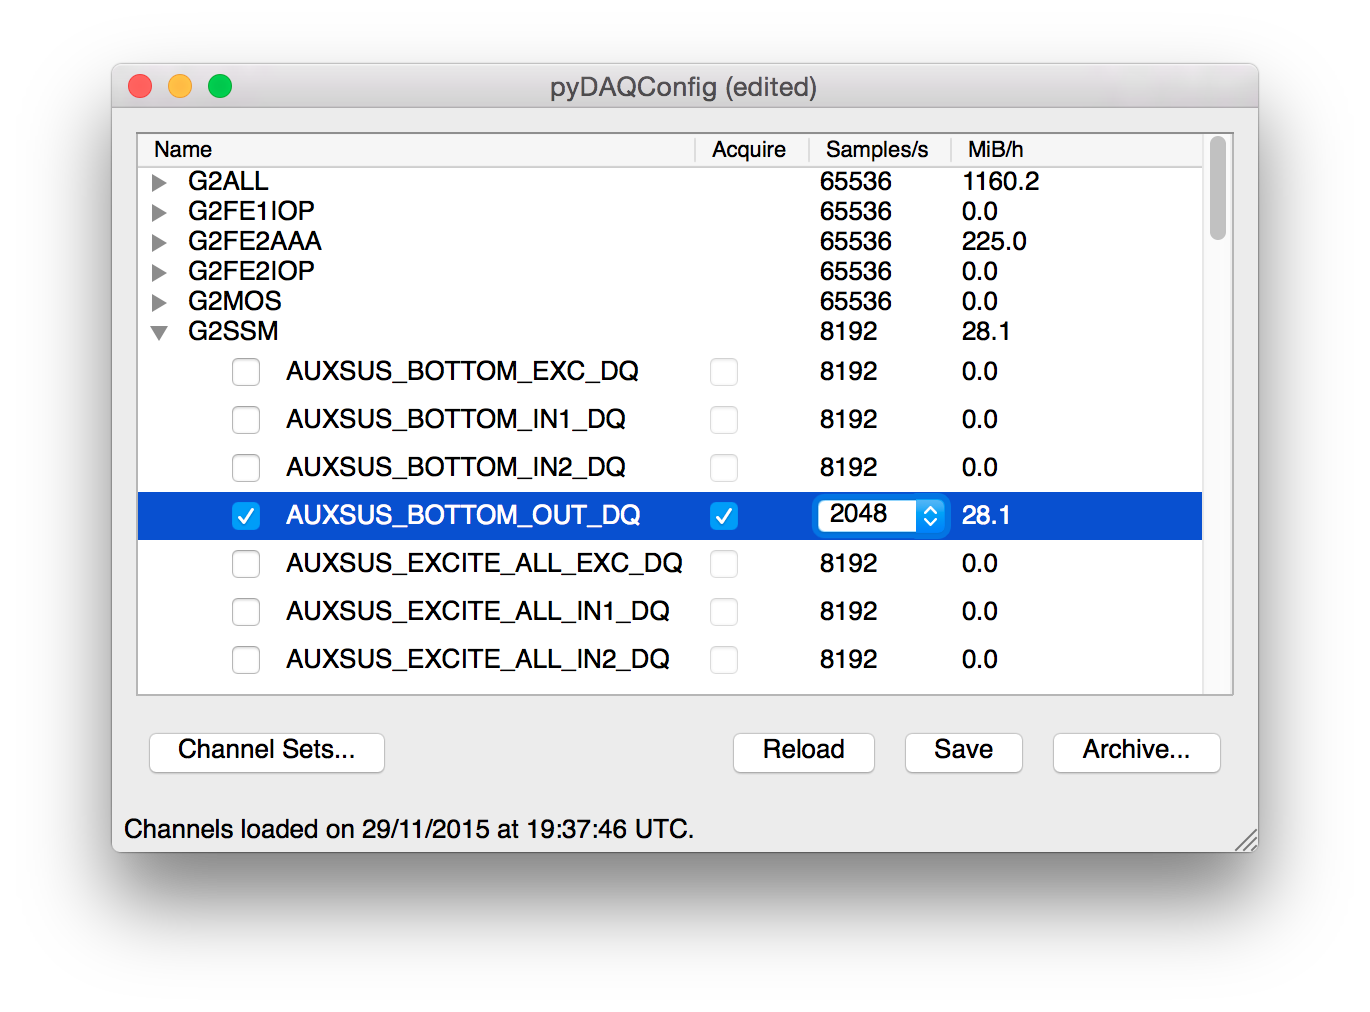 pyDAQConfig (edited)
Name Acquire Samples/s MiB/h
G2ALL 65536 1160.2
G2FE1IOP 65536 0.0
G2FE2AAA 65536 225.0
G2FE2IOP 65536 0.0
G2MOS 65536 0.0
G2SSM 8192 28.1
AUXSUS_BOTTOM_EXC_DQ 8192 0.0
AUXSUS_BOTTOM_IN1_DQ 8192 0.0
AUXSUS_BOTTOM_IN2_DQ 8192 0.0
AUXSUS_BOTTOM_OUT_DQ 2048 28.1
AUXSUS_EXCITE_ALL_EXC_DQ 8192 0.0
AUXSUS_EXCITE_ALL_IN1_DQ 8192 0.0
AUXSUS_EXCITE_ALL_IN2_DQ 8192 0.0
Channel Sets... Reload Save Archive...
Channels loaded on 29/11/2015 at 19:37:46 UTC.